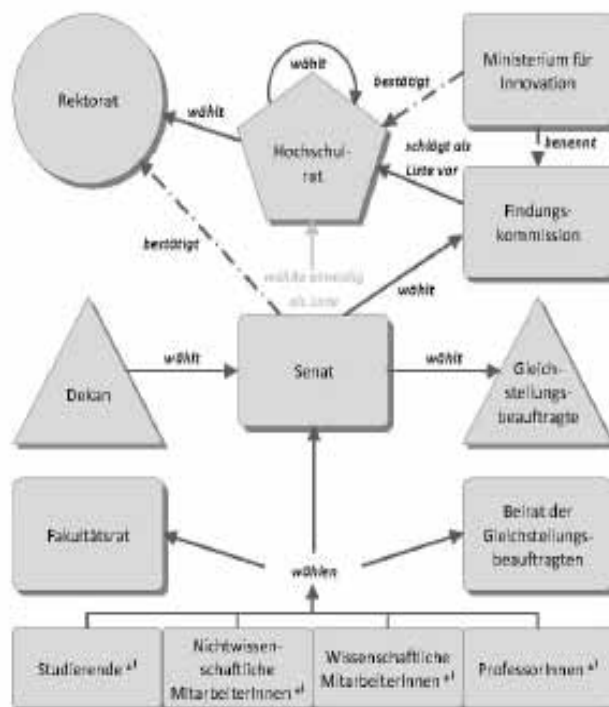 wählt
Ministerium für
Innovation
bestätigt
Rektorat
wählt
Hochschul-
rat
schlägt als
Liste vor
benennt
Findungs-
kommission
bestätigt
wählte einmalig
als Liste
wählt
Dekan
wählt
Senat
wählt
Gleich-
stellungs-
beauftragte
Fakultätsrat
wählen
Beirat der
Gleichstellungs-
beauftragten
Studierende *)
Nichtwissen-
schaftliche
MitarbeiterInnen *)
Wissenschaftliche
MitarbeiterInnen *)
ProfessorInnen *)